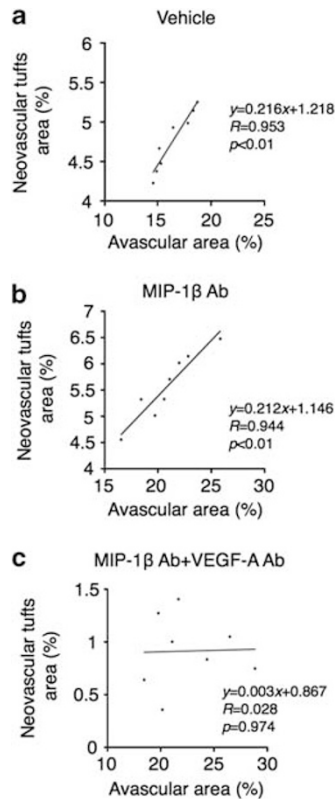 a
Vehicle
Neovascular tufts
area (%)
6
5.5
5
4.5
4
y=0.216x+1.218
R=0.953
p<0.01
10 15 20 25
Avascular area (%)
b
MIP-1β Ab
Neovascular tufts
area (%)
7
6.5
6
5.5
5
4.5
4
y=0.212x+1.146
R=0.944
p<0.01
10 15 20 25 30
Avascular area (%)
c
MIP-1β Ab+VEGF-A Ab
Neovascular tufts
area (%)
1.5
1
0.5
0
y=0.003x+0.867
R=0.028
p=0.974
15 20 25 30
Avascular area (%)